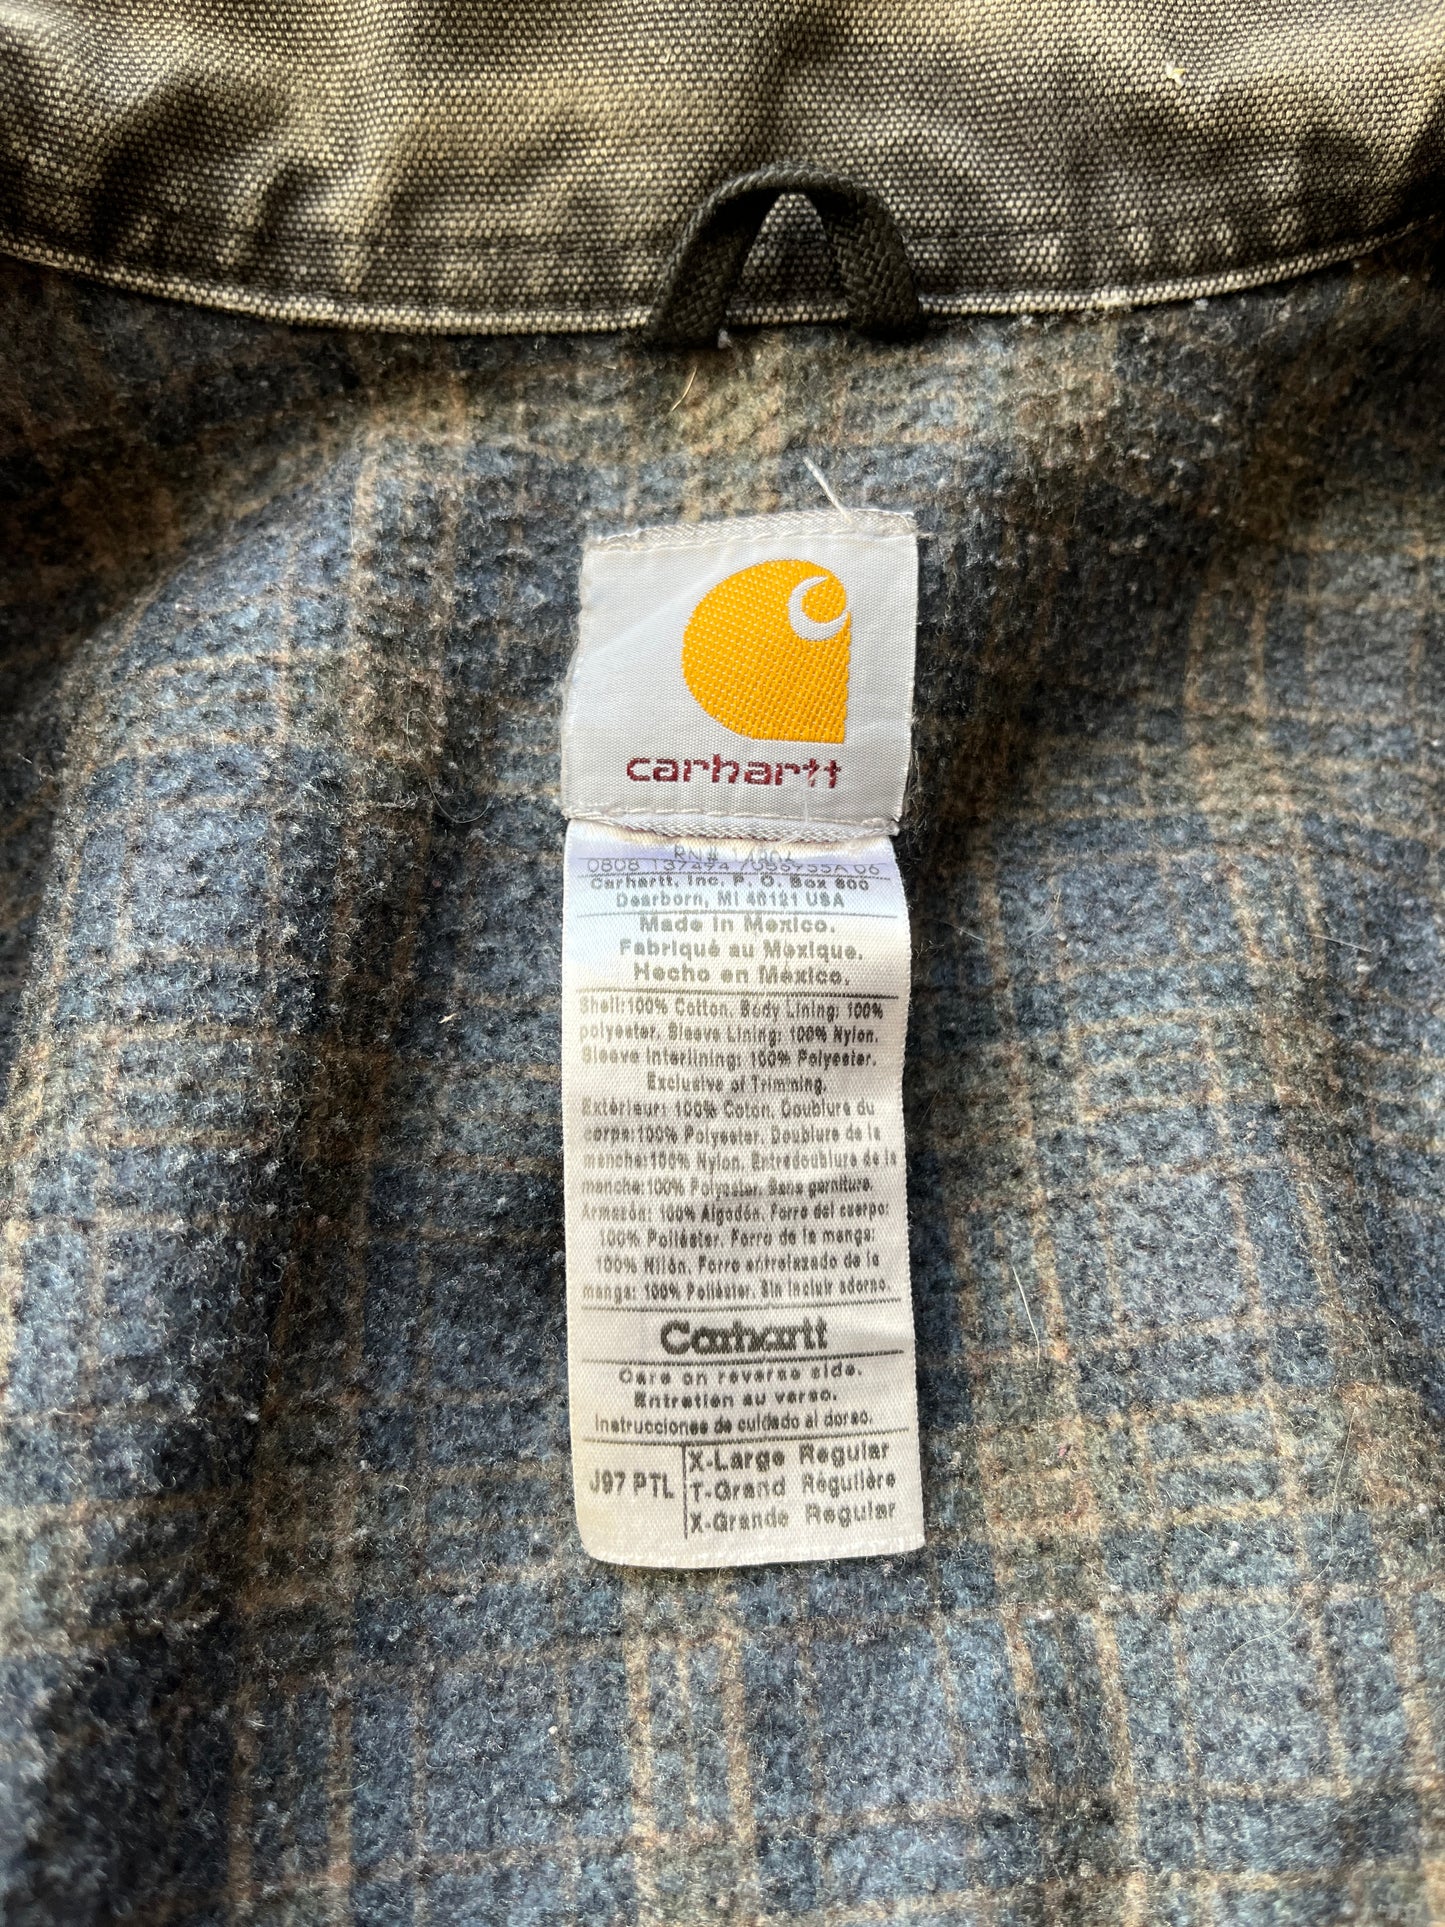 carhartt
RN#
0808 137474
Carhartt, Inc. P. O. Box 600
Dearborn, MI 48121 USA
Made in Mexico.
Fabriqué au Mexique.
Hecho en México.
Shell:100% Cotton. Body Lining: 100%
polyester. Sleeve Lining: 100% Nylon.
Sleeve Interlining: 100% Polyester.
Exclusive of Trimming.
Extérieur: 100% Coton. Doublure du
corps:100% Polyester. Doublure de la
manche:100% Nylon. Entredoublure de la
manche:100% Polyester. Sans garniture.
Armazón: 100% Algodón. Forro del cuerpo:
100% Poliéster. Forro de la manga:
100% Nilón. Forro entrelazado de la
manga: 100% Poliéster. Sin incluir adorno.
Carhartt
Care on reverse side.
Entretien au verso.
Instrucciones de cuidado al dorso.
J97 PTL
X-Large Regular
T-Grand Régulière
X-Grande Regular